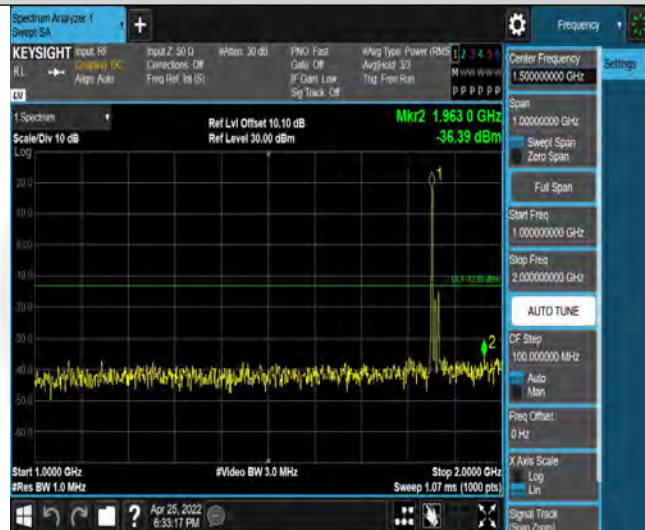 Spectrum Analyzer 1
Swept SA
Frequency
KEYSIGHT
RL
Input: RF
Coupling: DC
Align: Auto
Input Z: 50 Ω
Corrections: Off
Freq Ref: Int (S)
#Atten: 30 dB
PNO: Fast
Gate: Off
IF Gain: Low
Sig Track: Off
#Avg Type: Power (RMS
Avg|Hold: 3/3
Trig: Free Run
1 2 3 4 5 6
M W W W W W
P P P P P P
LV
1 Spectrum
Scale/Div 10 dB
Log
Ref Lvl Offset 10.10 dB
Ref Level 30.00 dBm
Mkr2 1.963 0 GHz
-36.39 dBm
20.0
10.0
0.00
-10.0
-20.0
-30.0
-40.0
-50.0
-60.0
DL1 -13.00 dBm
1
2
Start 1.0000 GHz
#Res BW 1.0 MHz
#Video BW 3.0 MHz
Stop 2.0000 GHz
Sweep 1.07 ms (1000 pts)
Apr 25, 2022
6:33:17 PM
Center Frequency
1.500000000 GHz
Settings
Span
1.00000000 GHz
Swept Span
Zero Span
Full Span
Start Freq
1.000000000 GHz
Stop Freq
2.000000000 GHz
AUTO TUNE
CF Step
100.000000 MHz
Auto
Man
Freq Offset
0 Hz
X Axis Scale
Log
Lin
Signal Track
(Span Zoom)